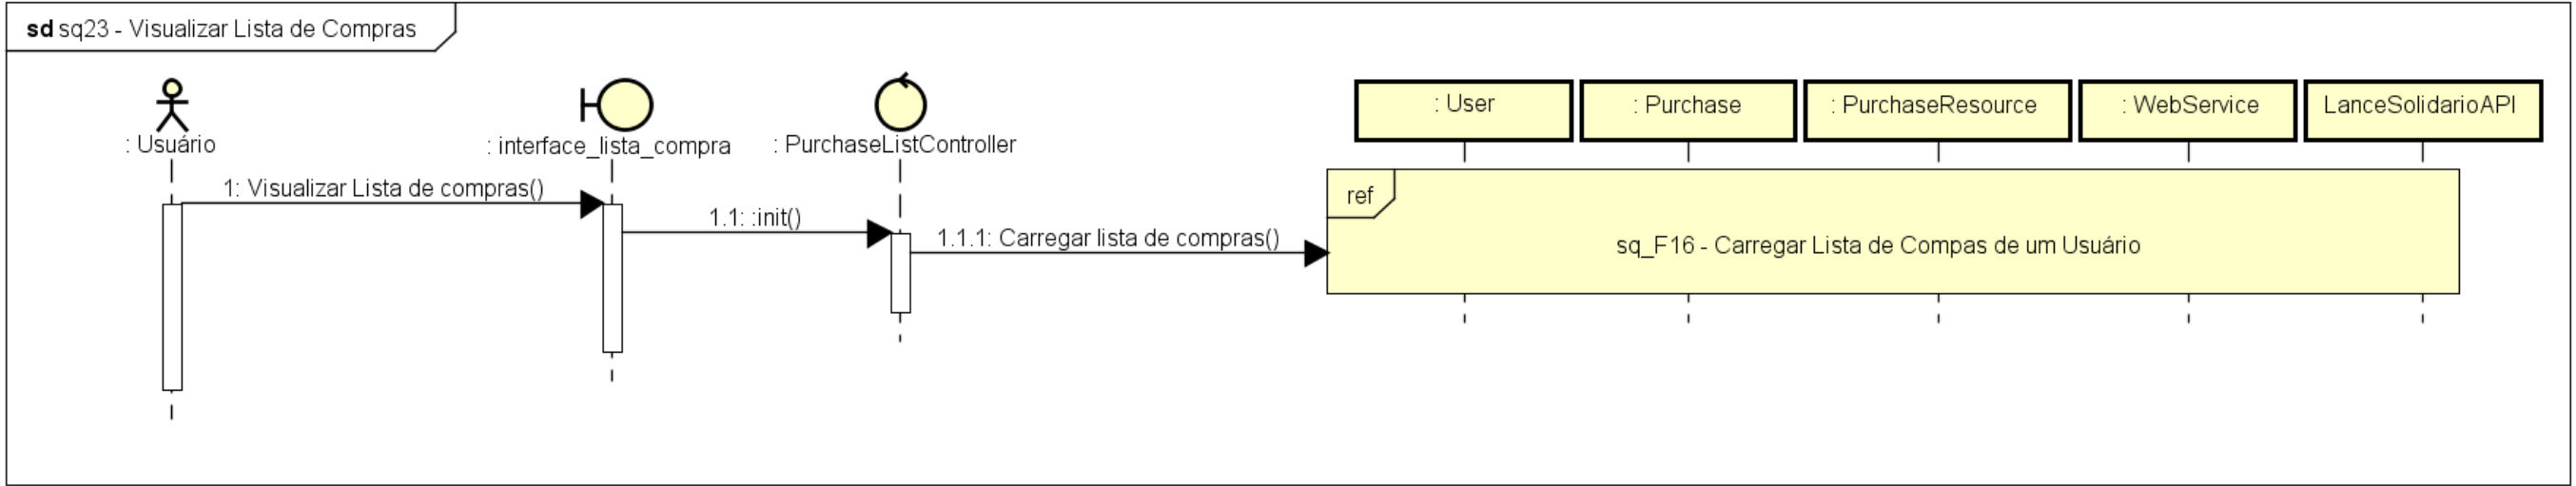 sd sq23 - Visualizar Lista de Compras
: Usuário
: interface_lista_compra
: PurchaseListController
: User
: Purchase
: PurchaseResource
: WebService
LanceSolidarioAPI
1: Visualizar Lista de compras()
1.1: :init()
1.1.1: Carregar lista de compras()
ref
sq_F16 - Carregar Lista de Compas de um Usuário